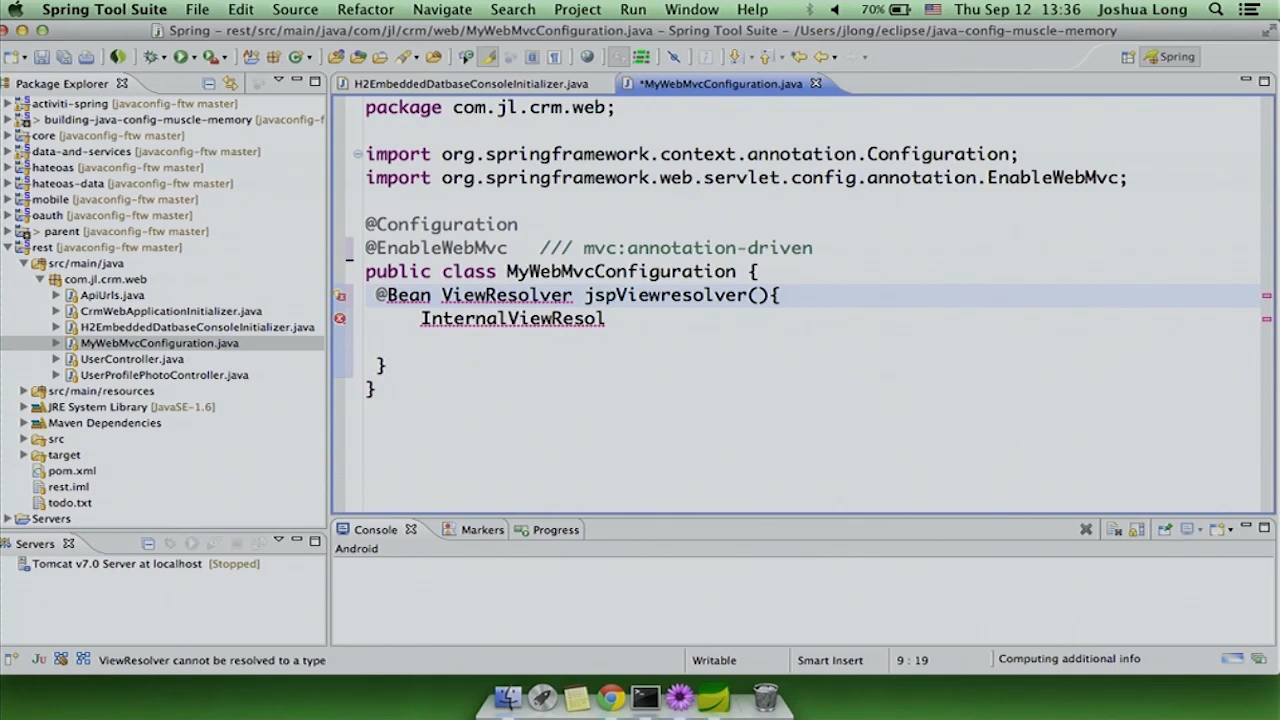 Spring Tool Suite File Edit Source Refactor Navigate Search Project Run Window Help 70% Thu Sep 12 13:36 Joshua Long
Spring - rest/src/main/java/com/jl/crm/web/MyWebMvcConfiguration.java - Spring Tool Suite - /Users/jlong/eclipse/java-config-muscle-memory
Spring
Package Explorer
H2EmbeddedDatbaseConsoleInitializer.java
*MyWebMvcConfiguration.java
activiti-spring [javaconfig-ftw master]
> building-java-config-muscle-memory [javaconfig-f
core [javaconfig-ftw master]
data-and-services [javaconfig-ftw master]
hateoas [javaconfig-ftw master]
hateoas-data [javaconfig-ftw master]
mobile [javaconfig-ftw master]
oauth [javaconfig-ftw master]
> parent [javaconfig-ftw master]
rest [javaconfig-ftw master]
src/main/java
com.jl.crm.web
ApiUrls.java
CrmWebApplicationInitializer.java
H2EmbeddedDatbaseConsoleInitializer.java
MyWebMvcConfiguration.java
UserController.java
UserProfilePhotoController.java
src/main/resources
JRE System Library [JavaSE-1.6]
Maven Dependencies
src
target
pom.xml
rest.iml
todo.txt
Servers
package com.jl.crm.web;
import org.springframework.context.annotation.Configuration;
import org.springframework.web.servlet.config.annotation.EnableWebMvc;
@Configuration
@EnableWebMvc /// mvc:annotation-driven
public class MyWebMvcConfiguration {
@Bean ViewResolver jspViewresolver(){
InternalViewResol
}
}
Servers
Tomcat v7.0 Server at localhost [Stopped]
Console
Markers
Progress
Android
Ju
ViewResolver cannot be resolved to a type
Writable
Smart Insert
9 : 19
Computing additional info